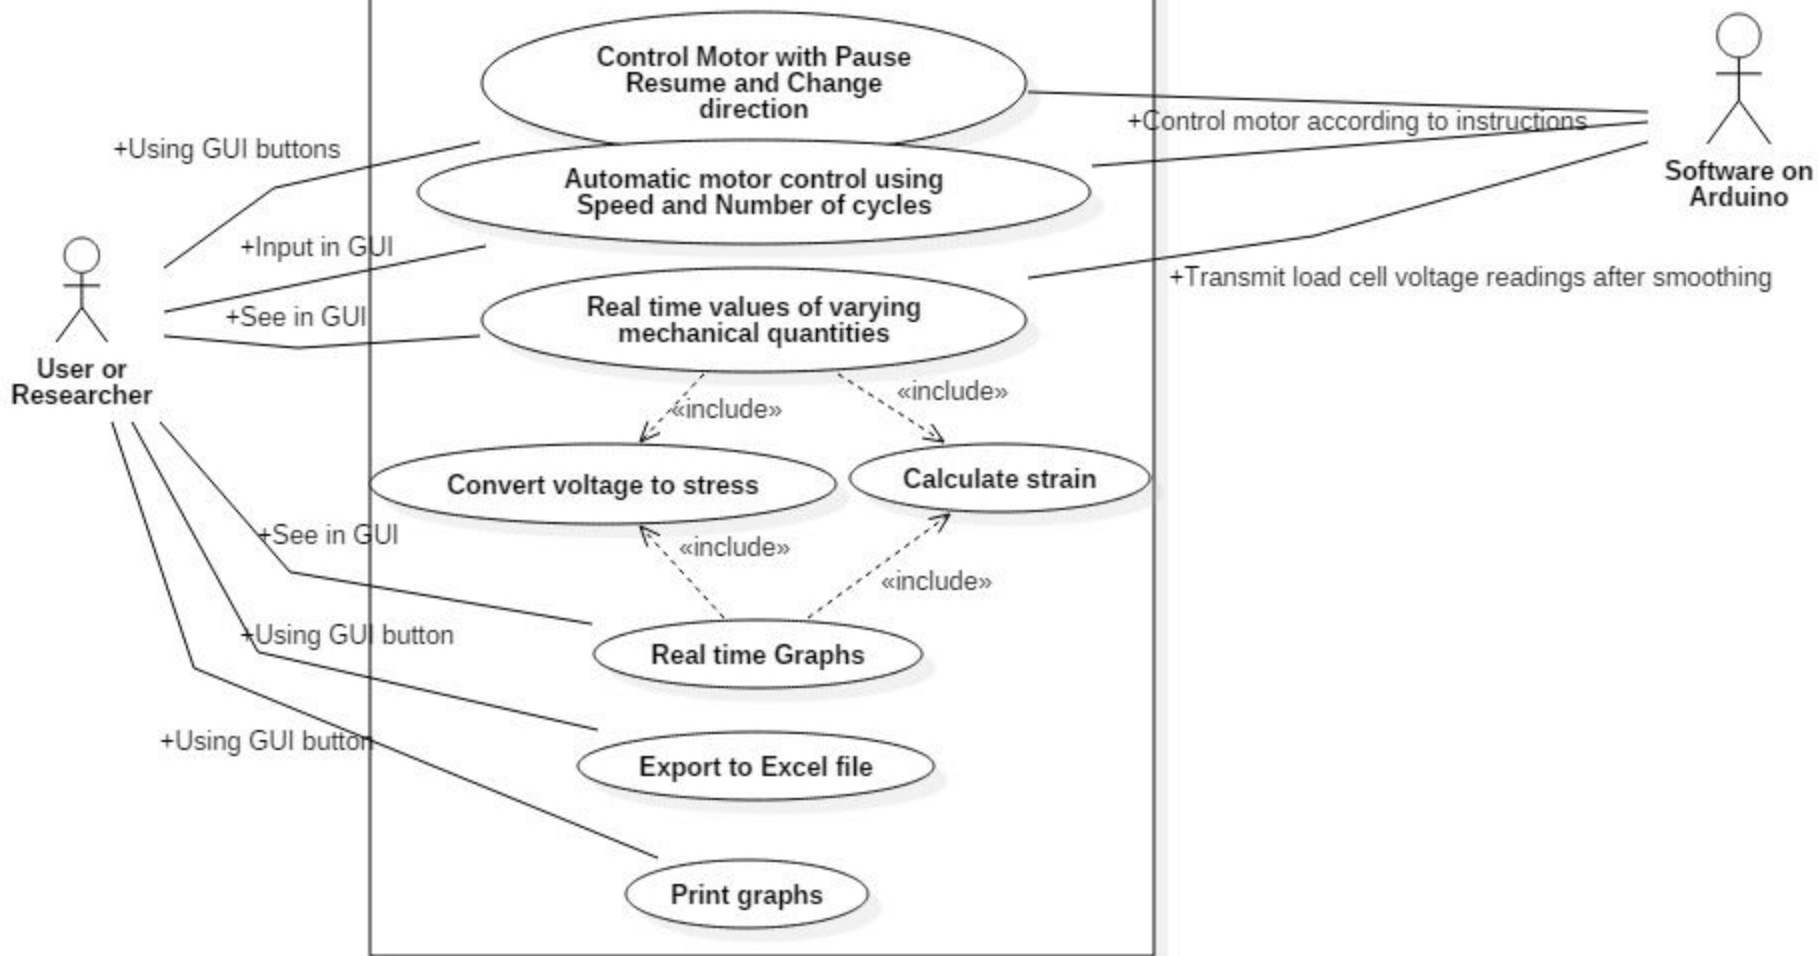 Control Motor with Pause
Resume and Change
direction
+Using GUI buttons
+Control motor according to instructions
Automatic motor control using
Speed and Number of cycles
Software on
Arduino
+Input in GUI
+See in GUI
Real time values of varying
mechanical quantities
+Transmit load cell voltage readings after smoothing
User or
Researcher
«include»
«include»
Convert voltage to stress
Calculate strain
+See in GUI
«include»
«include»
+Using GUI button
Real time Graphs
+Using GUI button
Export to Excel file
Print graphs